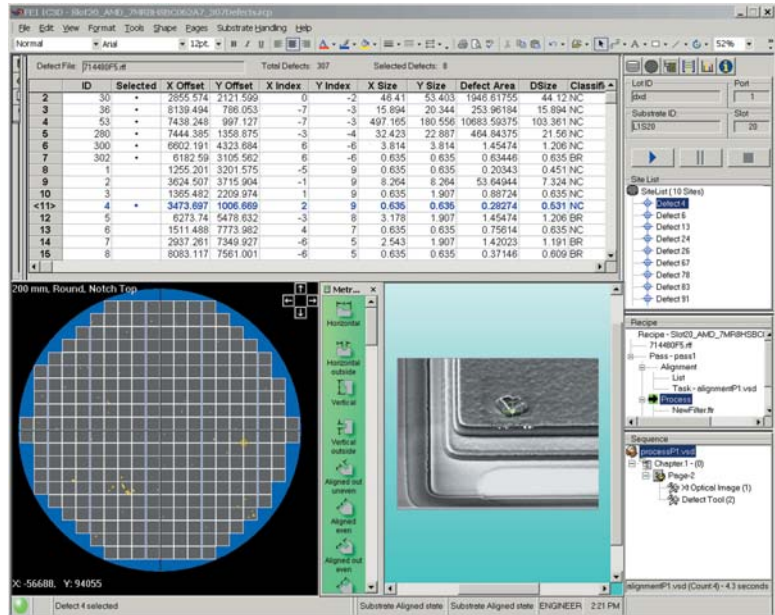 FEI IC3D - Slot20_AMD_7MR8HSBC062A7_307Defects.rcp
File Edit View Format Tools Shape Pages Substrate Handling Help
Normal Arial 12pt. B I U 52%
Defect File: 714480F5.rff Total Defects: 307 Selected Defects: 8
ID Selected X Offset Y Offset X Index Y Index X Size Y Size Defect Area DSize Classifi
2 30 • 2855.574 2121.599 0 -2 46.41 53.403 1946.61755 44.12 NC
3 36 • 8139.494 786.053 -7 -3 15.894 20.344 253.96184 15.894 NC
4 53 • 7438.248 997.127 -7 -3 497.165 180.556 10683.59375 103.361 NC
5 280 • 7444.385 1358.875 -3 -4 32.423 22.887 464.84375 21.56 NC
6 300 • 6602.191 4323.684 6 -6 3.814 3.814 1.45474 1.206 NC
7 302 • 6182.59 3105.562 6 -6 0.635 0.635 0.63446 0.635 BR
8 1 1255.201 3201.575 -5 9 0.635 0.635 0.20343 0.451 NC
9 2 3624.507 3715.904 -1 9 8.264 8.264 53.64944 7.324 NC
10 3 1365.482 2209.974 1 9 0.635 1.907 0.88724 0.635 NC
<11> 4 • 3473.697 1006.669 2 9 0.635 0.635 0.28274 0.531 NC
12 5 6273.74 5478.632 -3 8 3.178 1.907 1.45474 1.206 BR
13 6 1511.488 7773.982 4 7 0.635 0.635 0.75614 0.635 NC
14 7 2937.261 7349.927 -6 5 2.543 1.907 1.42023 1.191 BR
15 8 8083.117 7561.001 -6 5 0.635 0.635 0.37146 0.609 BR
Lot ID Port
dxd 1
Substrate ID: Slot
L1S20 20
Site List
SiteList (10 Sites)
Defect 4
Defect 6
Defect 13
Defect 24
Defect 26
Defect 67
Defect 78
Defect 83
Defect 91
200 mm, Round, Notch Top
X: -56688, Y: 94055
Metr...
Horizontal
Horizontal outside
Vertical
Vertical outside
Aligned out uneven
Aligned even
Aligned out even
Recipe
Recipe - Slot20_AMD_7MR8HSBC
714480F5.rff
Pass - pass1
Alignment
List
Task - alignmentP1.vsd
Process
NewFilter.ftr
Sequence
processP1.vsd
Chapter.1 - (0)
Page-2
Xt Optical Image (1)
Defect Tool (2)
alignmentP1.vsd (Count:4) - 4.3 seconds
Defect 4 selected Substrate Aligned state Substrate Aligned state ENGINEER 2:21 PM